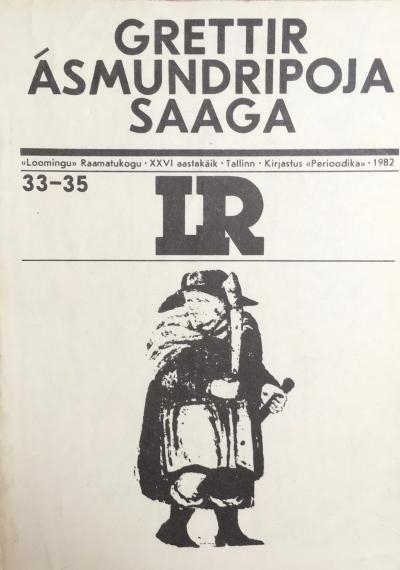 GRETTIR
ÁSMUNDRIPOJA
SAAGA
«Loomingu» Raamatukogu · XXVI aastakäik · Tallinn · Kirjastus «Perioodika» · 1982
33–35
LR